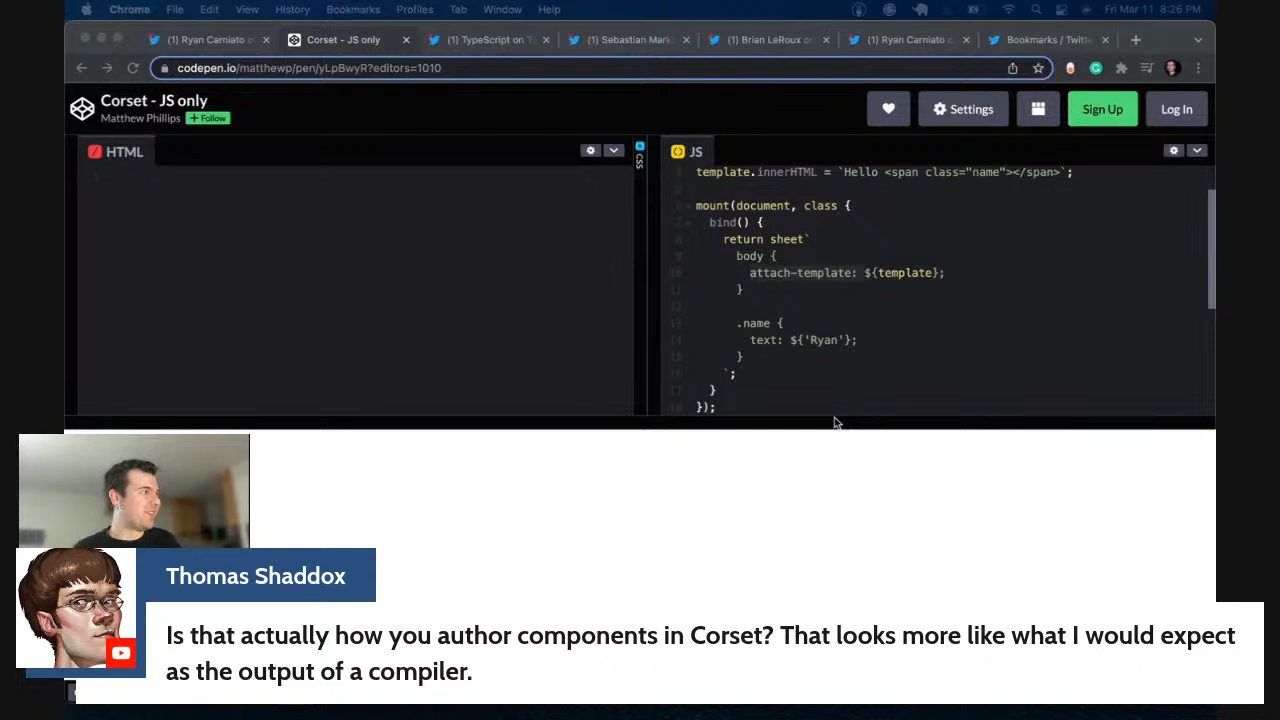 Chrome File Edit View History Bookmarks Profiles Tab Window Help Fri Mar 11 8:26 PM
(1) Ryan Carniato o Corset - JS only (1) TypeScript on T (1) Sebastian Mark (1) Brian LeRoux o (1) Ryan Carniato o Bookmarks / Twitte
codepen.io/matthewp/pen/yLpBwyR?editors=1010
Corset - JS only
Matthew Phillips + Follow
Settings Sign Up Log In
HTML
CSS
JS
template.innerHTML = `Hello <span class="name"></span>`;
mount(document, class {
bind() {
return sheet`
body {
attach-template: ${template};
}
.name {
text: ${'Ryan'};
}
`;
}
});
Thomas Shaddox
Is that actually how you author components in Corset? That looks more like what I would expect
as the output of a compiler.